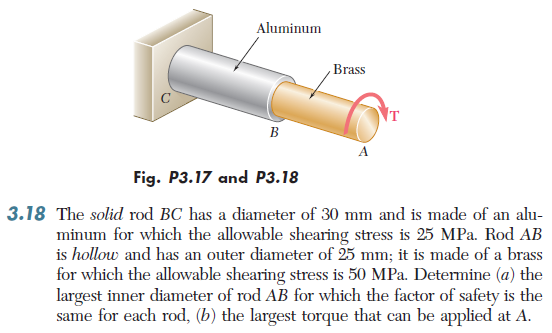 Aluminum
Brass
C
T
B
A
Fig. P3.17 and P3.18
3.18 The solid rod BC has a diameter of 30 mm and is made of an alu-
minum for which the allowable shearing stress is 25 MPa. Rod AB
is hollow and has an outer diameter of 25 mm; it is made of a brass
for which the allowable shearing stress is 50 MPa. Determine (a) the
largest inner diameter of rod AB for which the factor of safety is the
same for each rod, (b) the largest torque that can be applied at A.